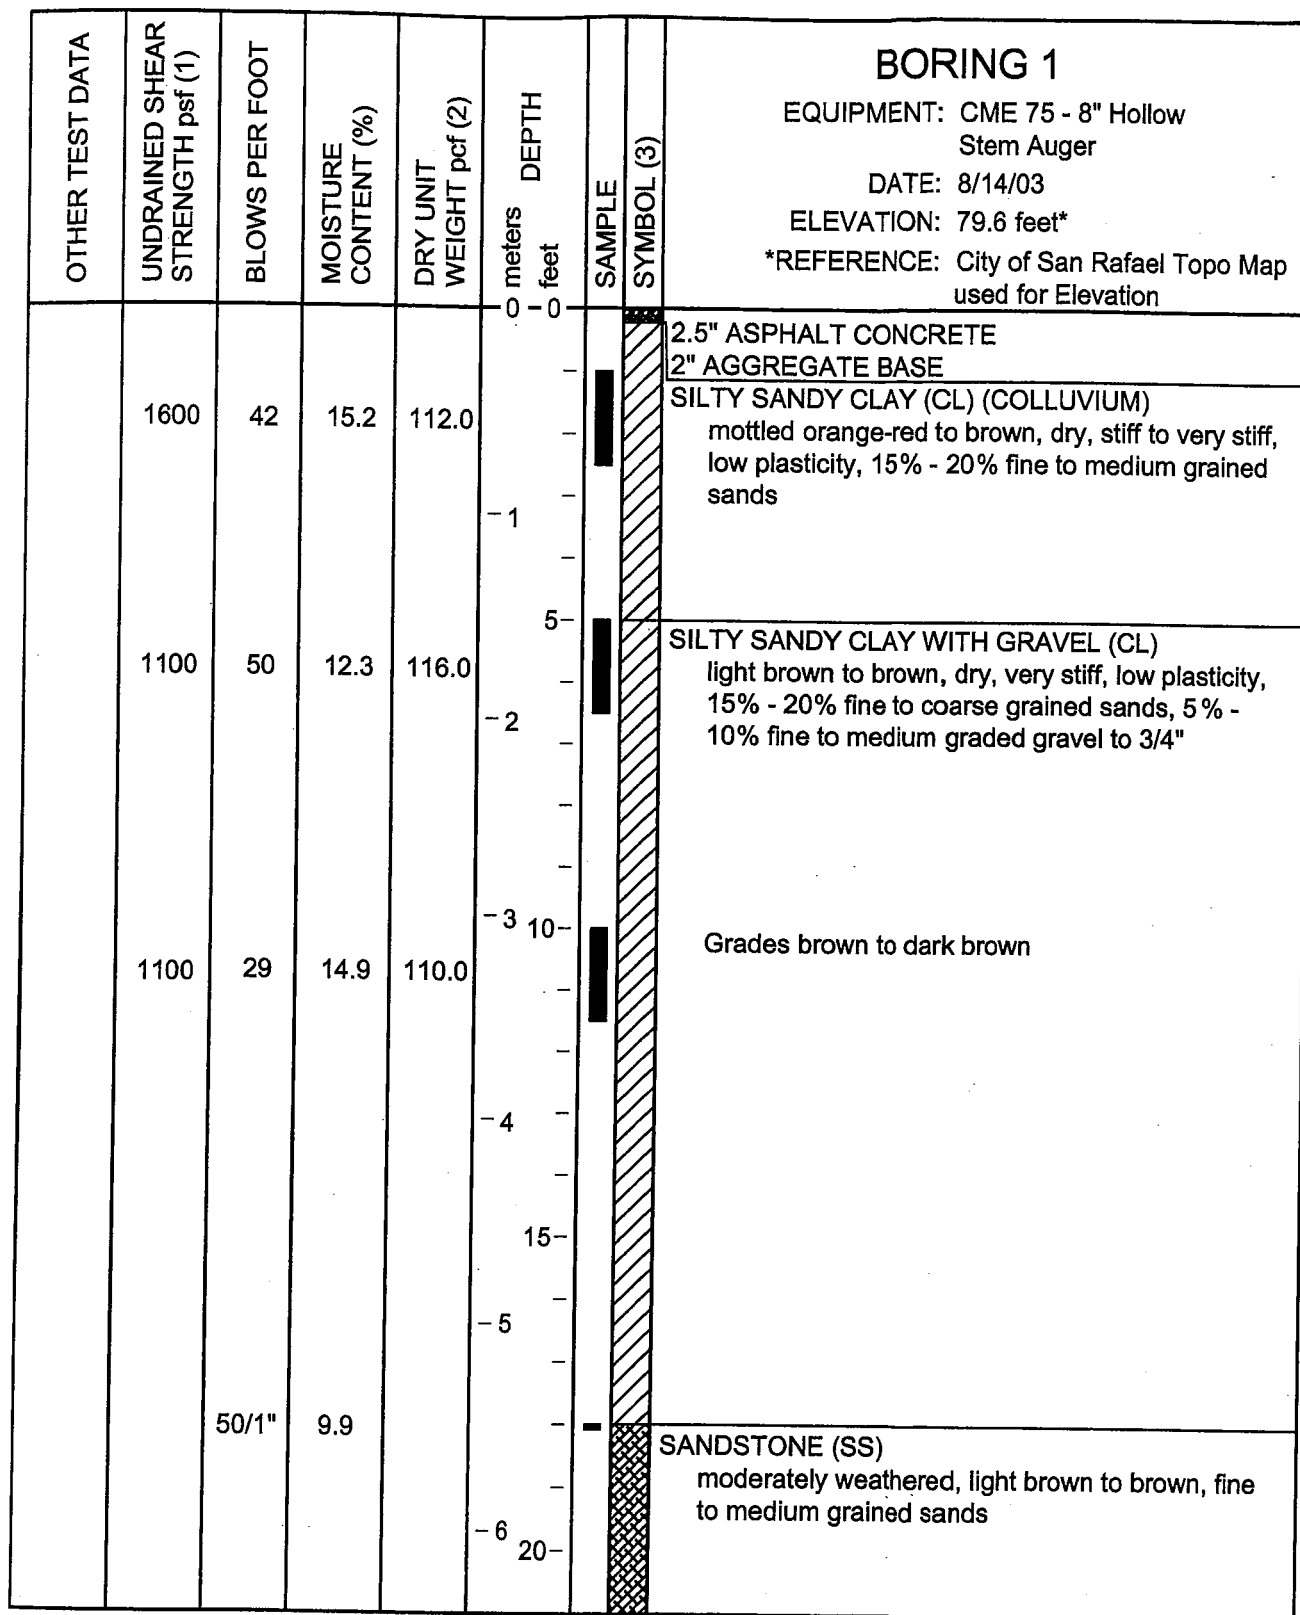 OTHER TEST DATA
UNDRAINED SHEAR
STRENGTH psf (1)
BLOWS PER FOOT
MOISTURE
CONTENT (%)
DRY UNIT
WEIGHT pcf (2)
meters
feet
DEPTH
SAMPLE
SYMBOL (3)
BORING 1
EQUIPMENT: CME 75 - 8" Hollow
Stem Auger
DATE: 8/14/03
ELEVATION: 79.6 feet*
*REFERENCE: City of San Rafael Topo Map
used for Elevation
0 - 0
2.5" ASPHALT CONCRETE
2" AGGREGATE BASE
SILTY SANDY CLAY (CL) (COLLUVIUM)
1600 42 15.2 112.0
mottled orange-red to brown, dry, stiff to very stiff,
low plasticity, 15% - 20% fine to medium grained
sands
1
5
SILTY SANDY CLAY WITH GRAVEL (CL)
1100 50 12.3 116.0
light brown to brown, dry, very stiff, low plasticity,
15% - 20% fine to coarse grained sands, 5% -
10% fine to medium graded gravel to 3/4"
2
3
10
Grades brown to dark brown
1100 29 14.9 110.0
4
15
5
50/1" 9.9
SANDSTONE (SS)
moderately weathered, light brown to brown, fine
to medium grained sands
6
20